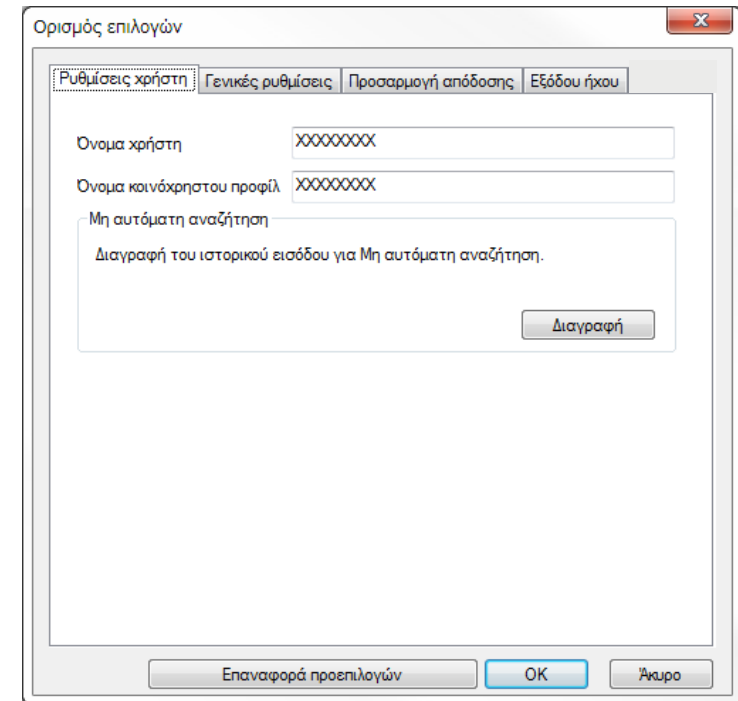 Ορισμός επιλογών
Ρυθμίσεις χρήστη Γενικές ρυθμίσεις Προσαρμογή απόδοσης Εξόδου ήχου
Όνομα χρήστη XXXXXXXX
Όνομα κοινόχρηστου προφίλ XXXXXXXX
Μη αυτόματη αναζήτηση
Διαγραφή του ιστορικού εισόδου για Μη αυτόματη αναζήτηση.
Διαγραφή
Επαναφορά προεπιλογών OK Άκυρο